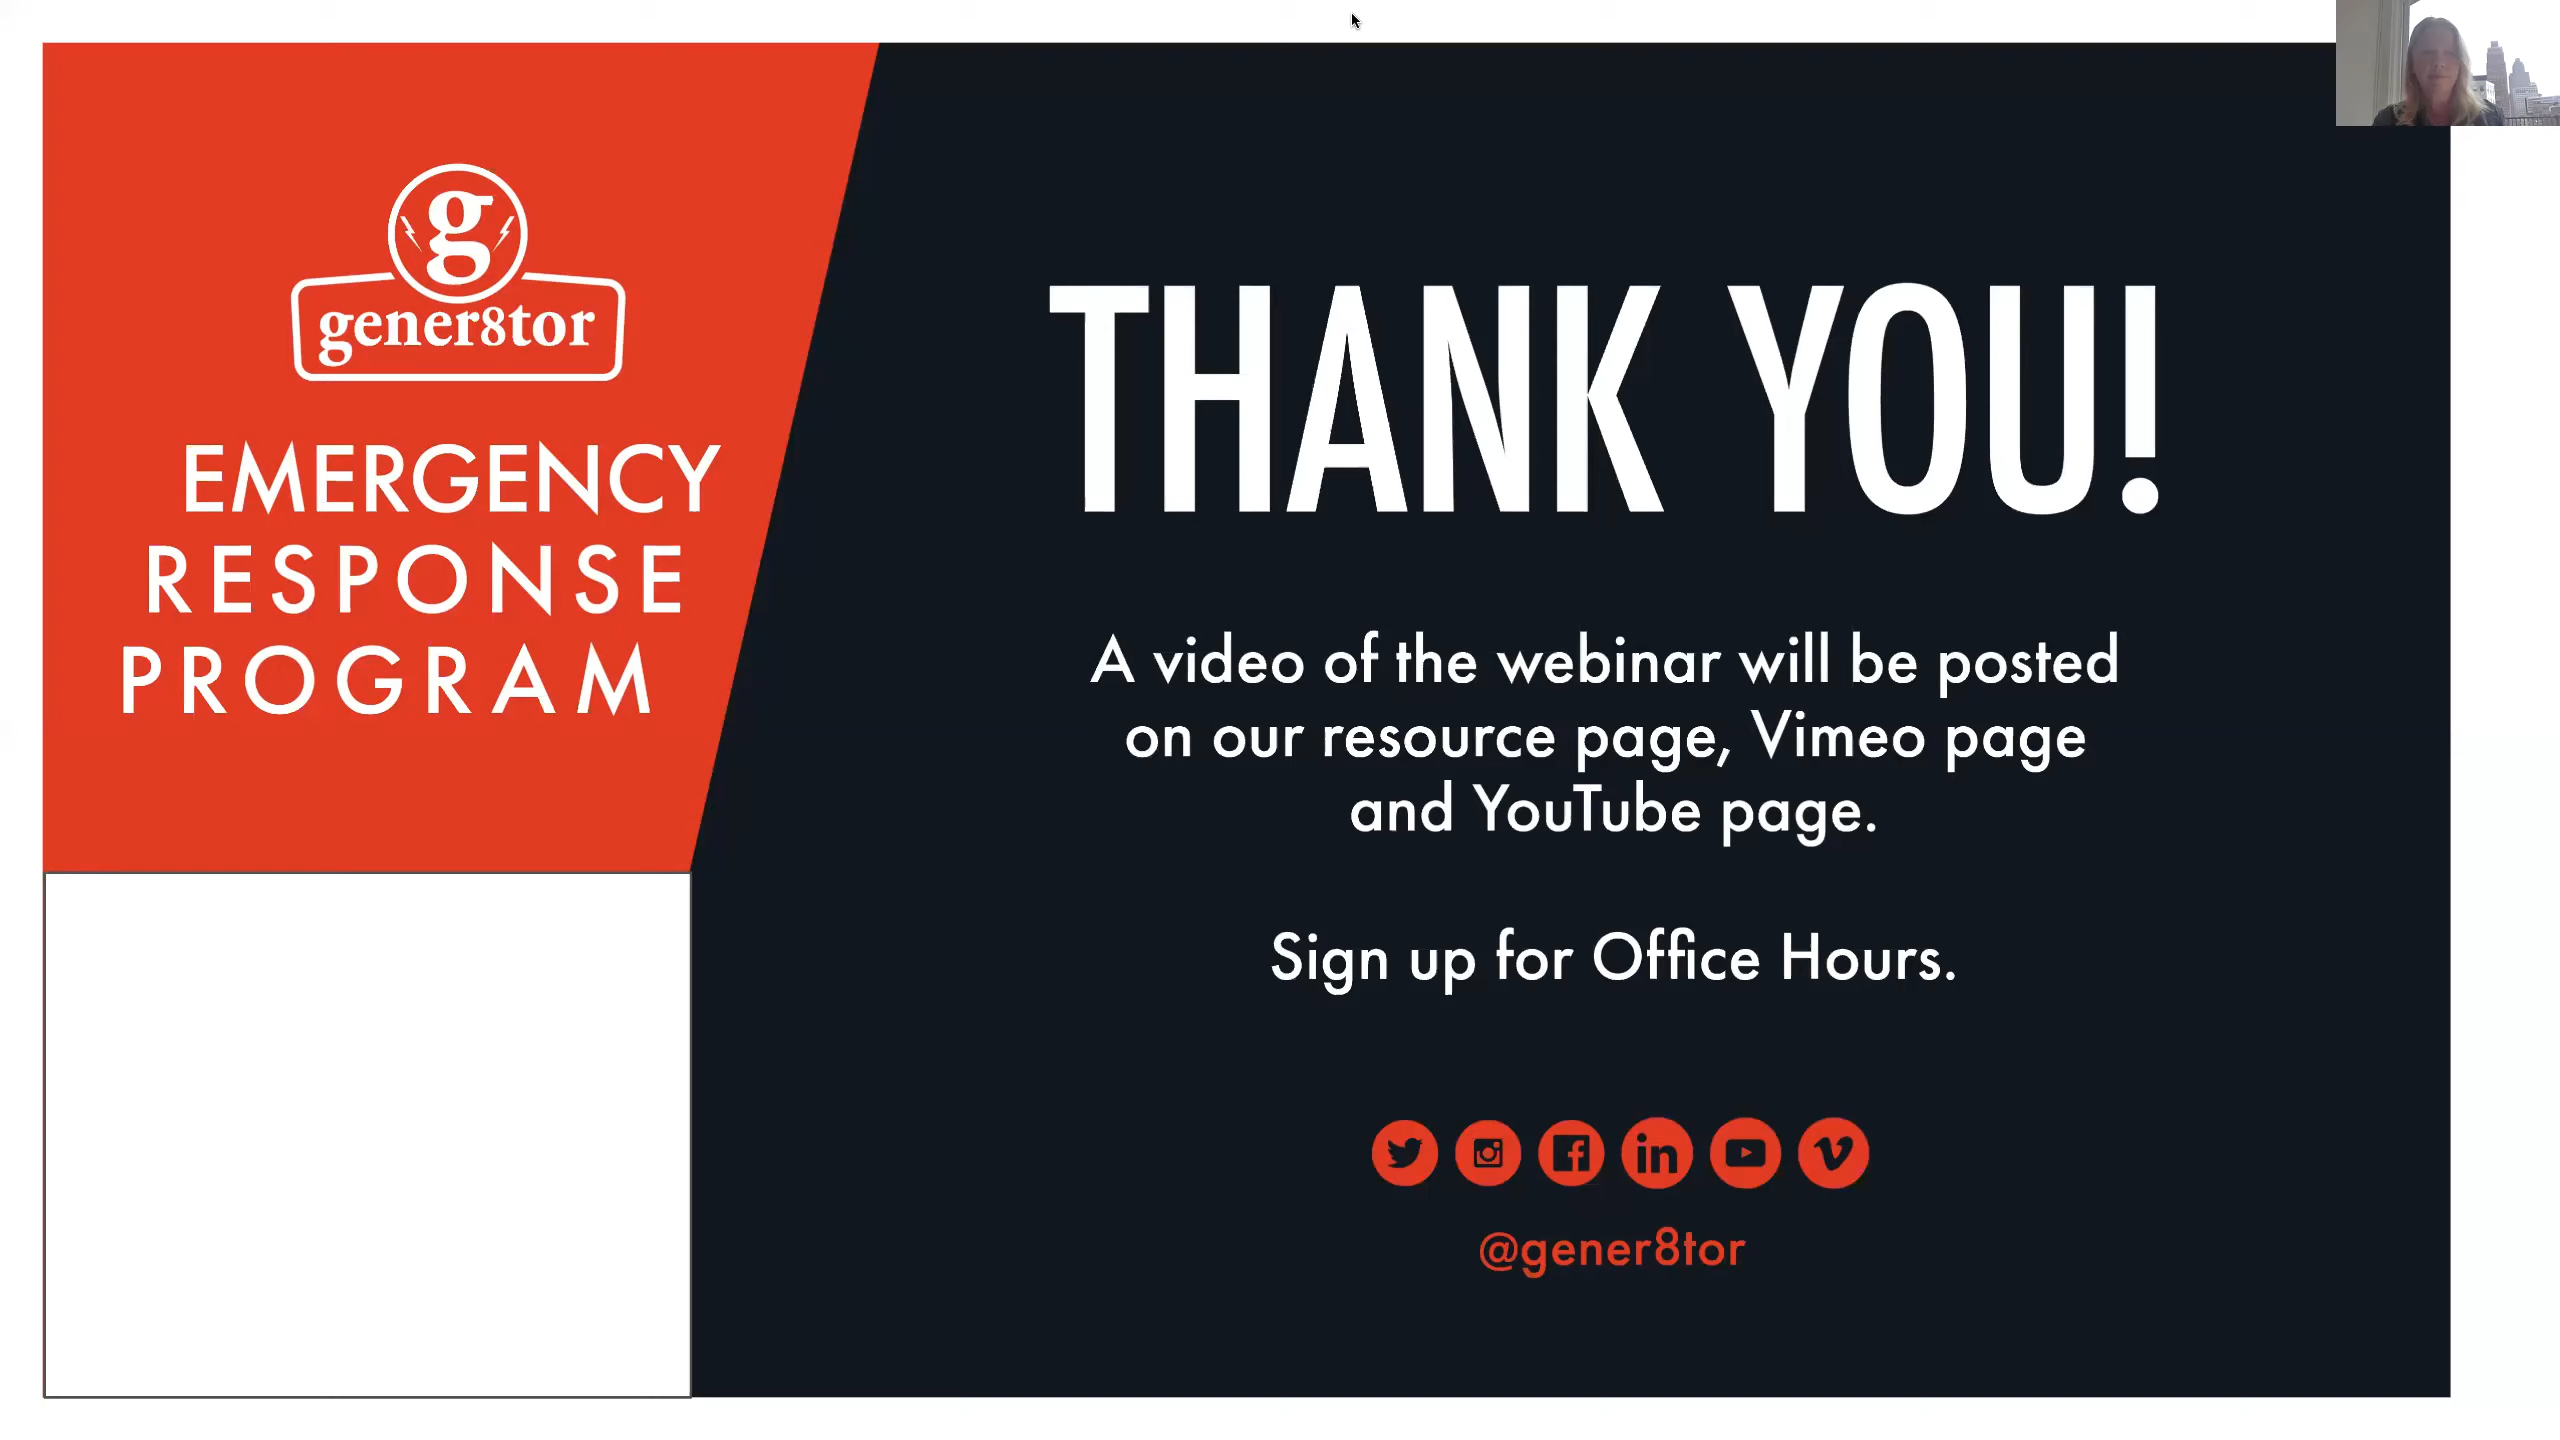 g
gener8tor
EMERGENCY
RESPONSE
PROGRAM
THANK YOU!
A video of the webinar will be posted
on our resource page, Vimeo page
and YouTube page.
Sign up for Office Hours.
in
@gener8tor